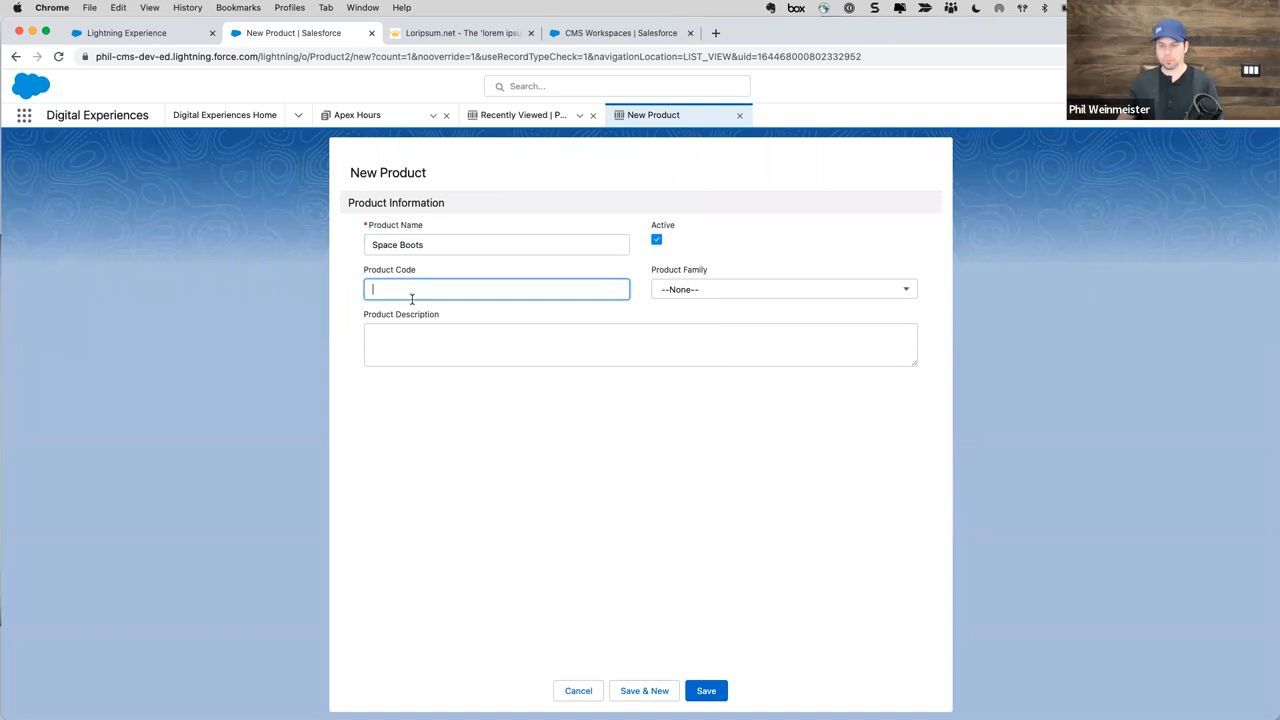 Chrome File Edit View History Bookmarks Profiles Tab Window Help
box
Lightning Experience
New Product | Salesforce
Loripsum.net - The 'lorem ipsu
CMS Workspaces | Salesforce
phil-cms-dev-ed.lightning.force.com/lightning/o/Product2/new?count=1&nooverride=1&useRecordTypeCheck=1&navigationLocation=LIST_VIEW&uid=164468000802332952
Phil Weinmeister
Search...
Digital Experiences
Digital Experiences Home
Apex Hours
Recently Viewed | P...
New Product
New Product
Product Information
*Product Name
Active
Space Boots
Product Code
Product Family
--None--
Product Description
Cancel
Save & New
Save